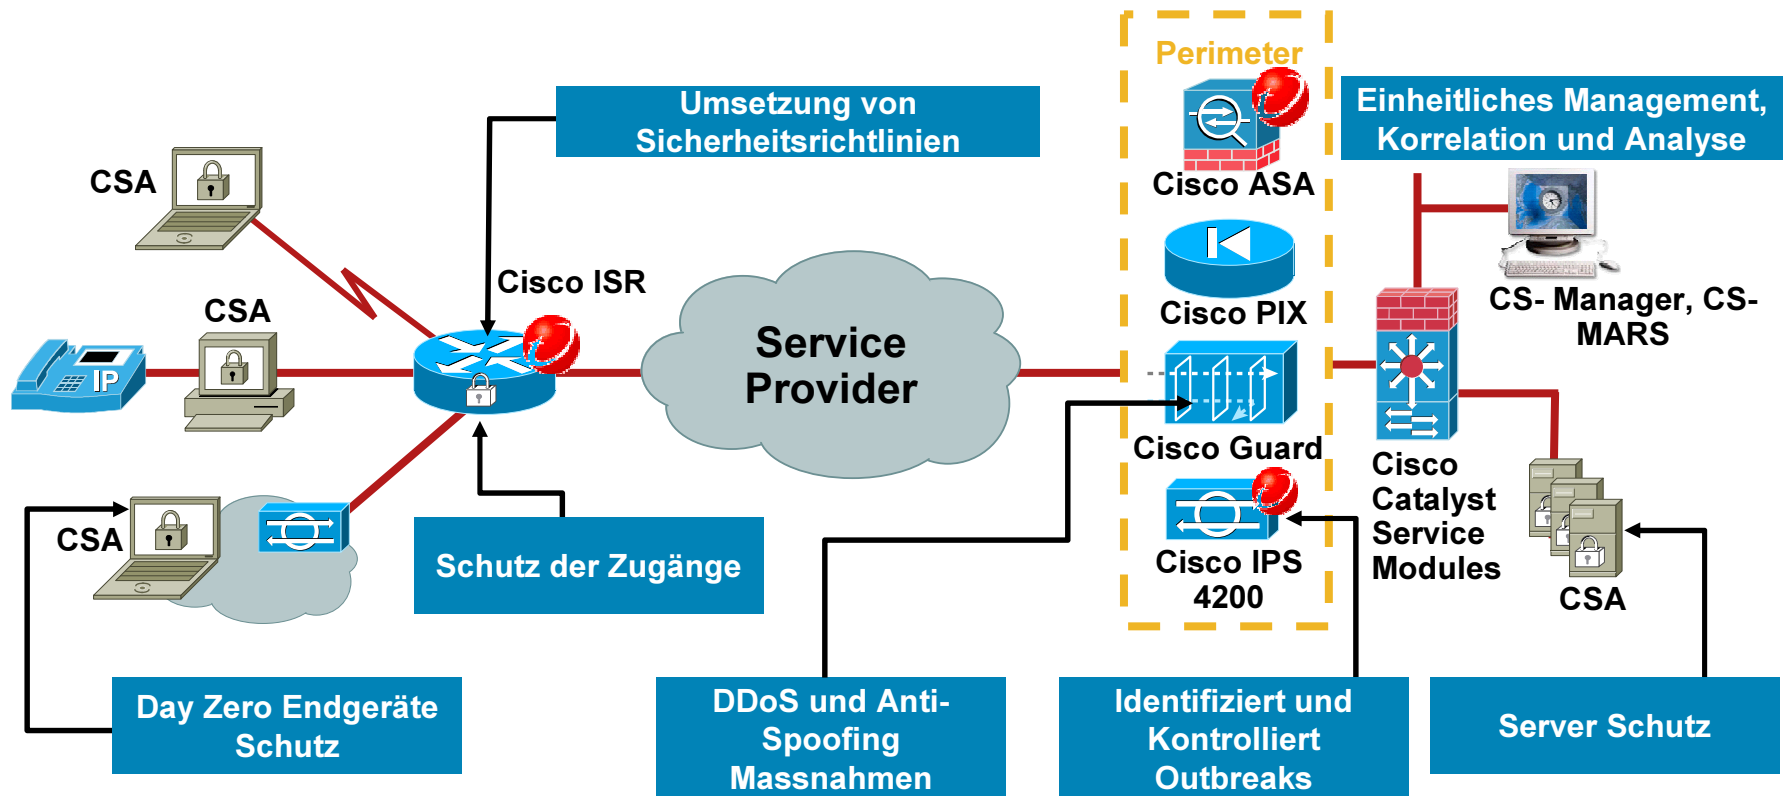 Perimeter
Umsetzung von
Sicherheitsrichtlinien
Einheitliches Management,
Korrelation und Analyse
CSA
Cisco ASA
Cisco ISR
CSA
Cisco PIX
CS- Manager, CS-
MARS
Service
Provider
IP
Cisco Guard
Cisco
Catalyst
Service
Modules
CSA
Schutz der Zugänge
Cisco IPS
4200
CSA
Day Zero Endgeräte
Schutz
DDoS und Anti-
Spoofing
Massnahmen
Identifiziert und
Kontrolliert
Outbreaks
Server Schutz